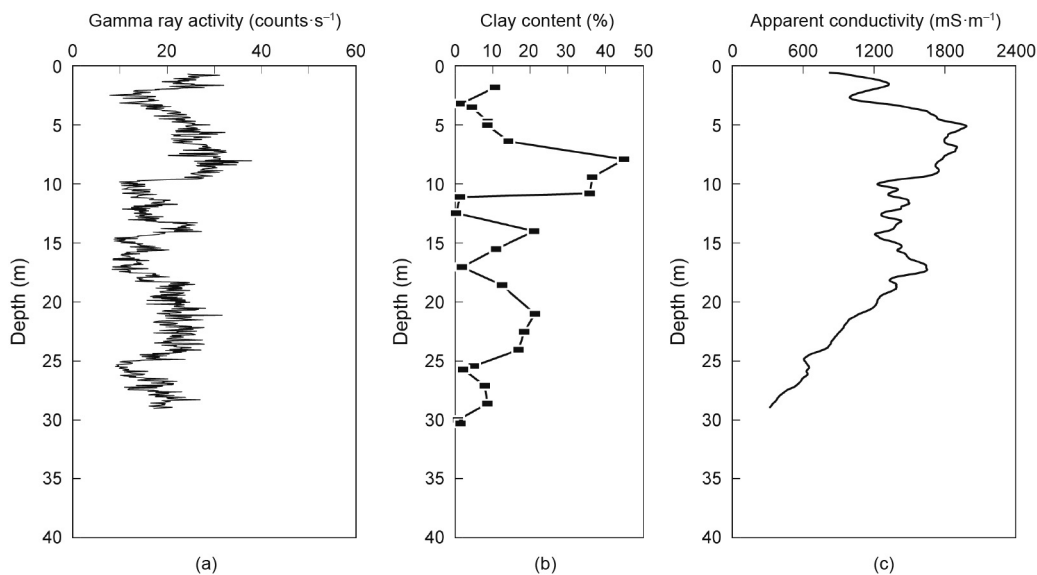 Gamma ray activity (counts·s⁻¹)
0 20 40 60
0
5
10
15
20
25
30
35
40
Depth (m)
(a)
Clay content (%)
0 10 20 30 40 50
0
5
10
15
20
25
30
35
40
Depth (m)
(b)
Apparent conductivity (mS·m⁻¹)
0 600 1200 1800 2400
0
5
10
15
20
25
30
35
40
Depth (m)
(c)